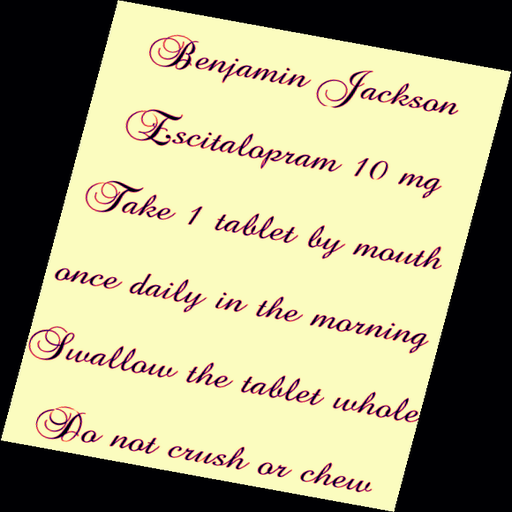 Benjamin Jackson
Escitalopram 10 mg
Take 1 tablet by mouth
once daily in the morning
Swallow the tablet whole
Do not crush or chew